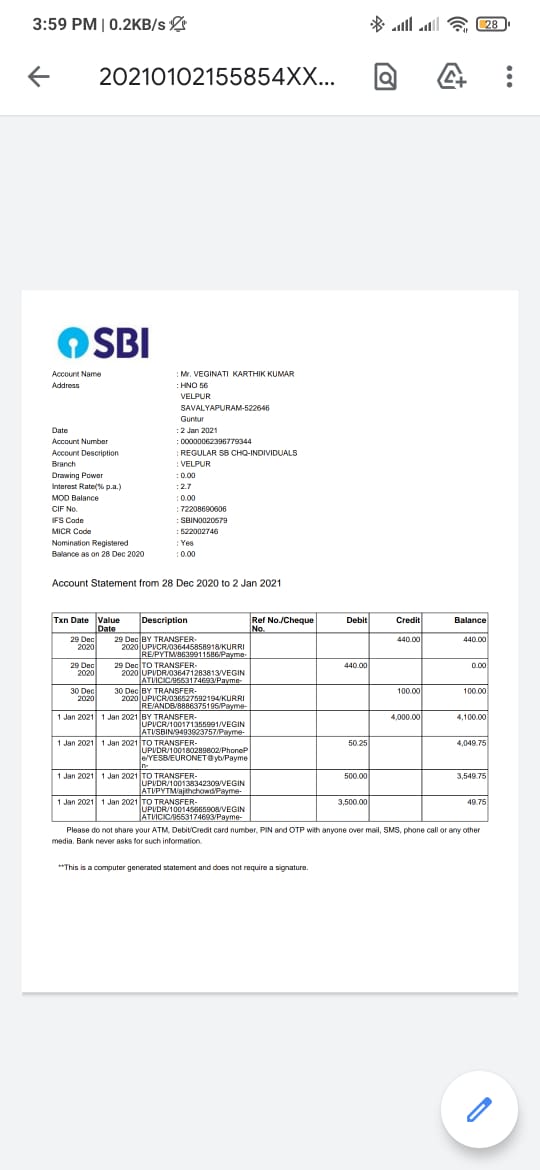 3:59 PM | 0.2KB/s
28
20210102155854XX...
SBI
Account Name : Mr. VEGINATI KARTHIK KUMAR
Address : HNO 56
VELPUR
SAVALYAPURAM-522646
Guntur
Date : 2 Jan 2021
Account Number : 00000062396779344
Account Description : REGULAR SB CHQ-INDIVIDUALS
Branch : VELPUR
Drawing Power : 0.00
Interest Rate(% p.a.) : 2.7
MOD Balance : 0.00
CIF No. : 72208690606
IFS Code : SBIN0020579
MICR Code : 522002746
Nomination Registered : Yes
Balance as on 28 Dec 2020 : 0.00
Account Statement from 28 Dec 2020 to 2 Jan 2021
Txn Date Value Description Ref No./Cheque Debit Credit Balance
Date No.
29 Dec 29 Dec BY TRANSFER- 440.00 440.00
2020 2020 UPI/CR/036445858918/KURRI
RE/PYTM/8639911586/Payme-
29 Dec 29 Dec TO TRANSFER- 440.00 0.00
2020 2020 UPI/DR/036471283813/VEGIN
ATI/ICIC/9553174693/Payme-
30 Dec 30 Dec BY TRANSFER- 100.00 100.00
2020 2020 UPI/CR/036527592194/KURRI
RE/ANDB/8886375195/Payme-
1 Jan 2021 1 Jan 2021 BY TRANSFER- 4,000.00 4,100.00
UPI/CR/100171355991/VEGIN
ATI/SBIN/9493923757/Payme-
1 Jan 2021 1 Jan 2021 TO TRANSFER- 50.25 4,049.75
UPI/DR/100180289802/PhoneP
e/YESB/EURONET@yb/Payme
n-
1 Jan 2021 1 Jan 2021 TO TRANSFER- 500.00 3,549.75
UPI/DR/100138342309/VEGIN
ATI/PYTM/ajithchowd/Payme-
1 Jan 2021 1 Jan 2021 TO TRANSFER- 3,500.00 49.75
UPI/DR/100145665908/VEGIN
ATI/ICIC/9553174693/Payme-
Please do not share your ATM, Debit/Credit card number, PIN and OTP with anyone over mail, SMS, phone call or any other
media. Bank never asks for such information.
**This is a computer generated statement and does not require a signature.